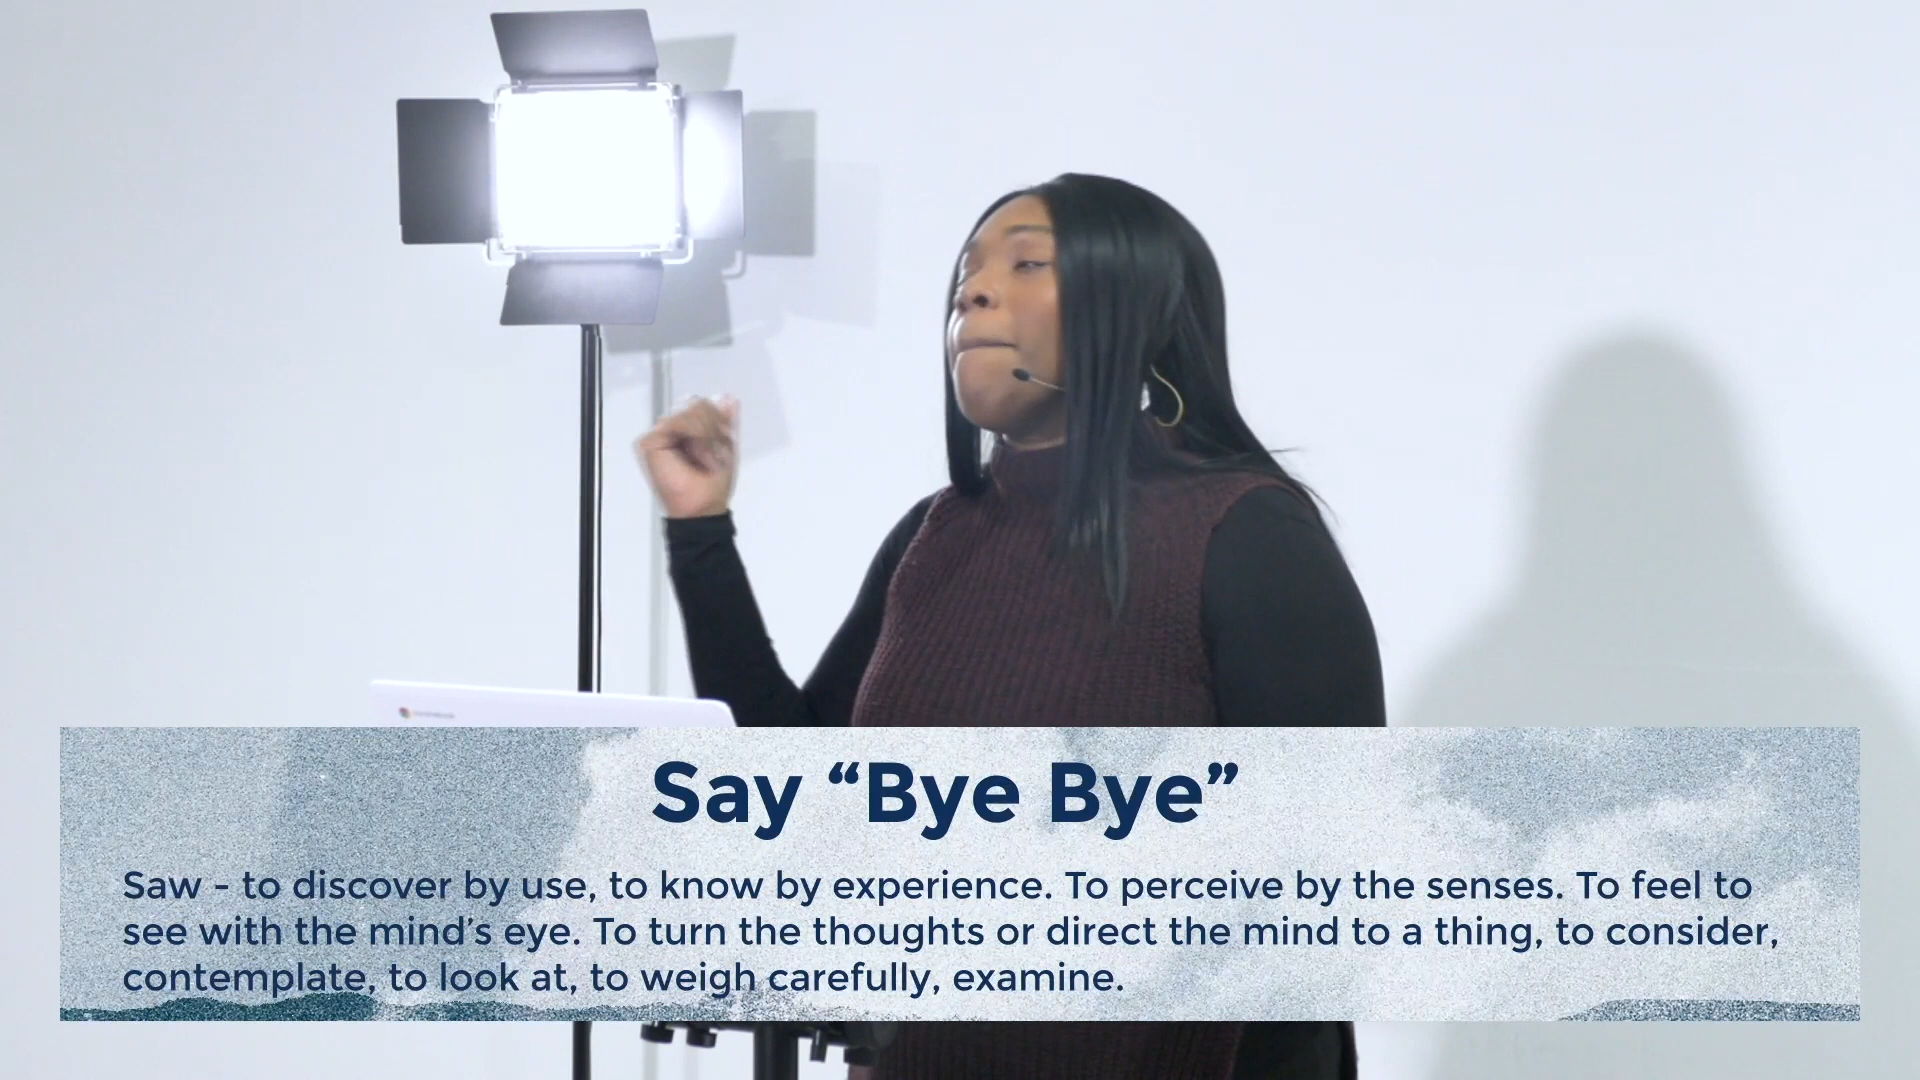 Say “Bye Bye”
Saw - to discover by use, to know by experience. To perceive by the senses. To feel to
see with the mind’s eye. To turn the thoughts or direct the mind to a thing, to consider,
contemplate, to look at, to weigh carefully, examine.